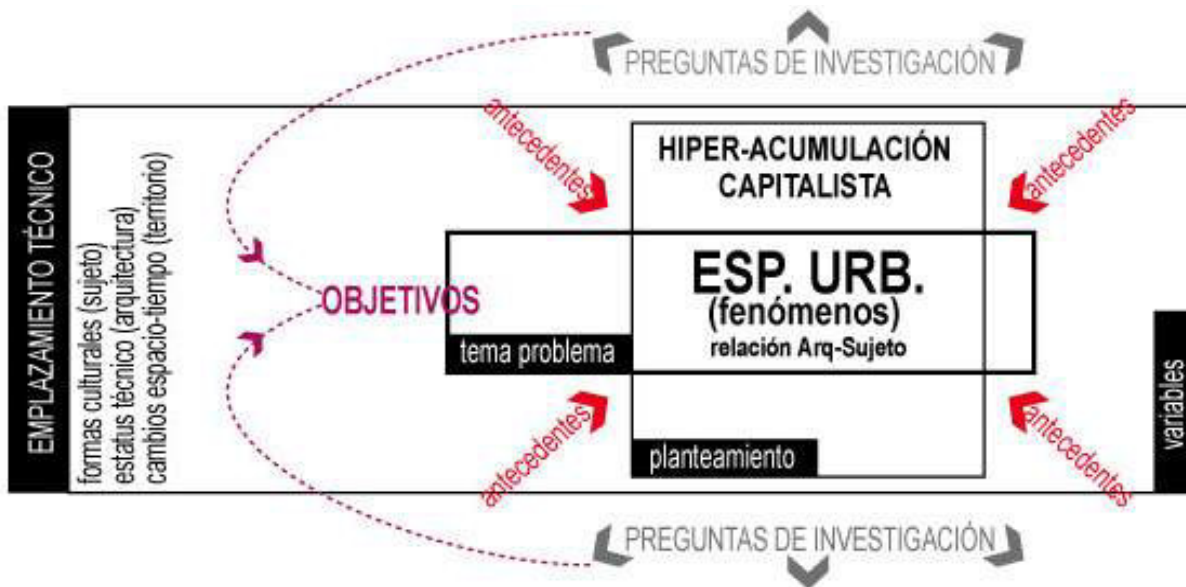 PREGUNTAS DE INVESTIGACIÓN
EMPLAZAMIENTO TÉCNICO
formas culturales (sujeto)
estatus técnico (arquitectura)
cambios espacio-tiempo (territorio)
antecedentes
HIPER-ACUMULACIÓN
CAPITALISTA
antecedentes
OBJETIVOS
ESP. URB.
(fenómenos)
relación Arq-Sujeto
tema problema
antecedentes
planteamiento
antecedentes
variables
PREGUNTAS DE INVESTIGACIÓN